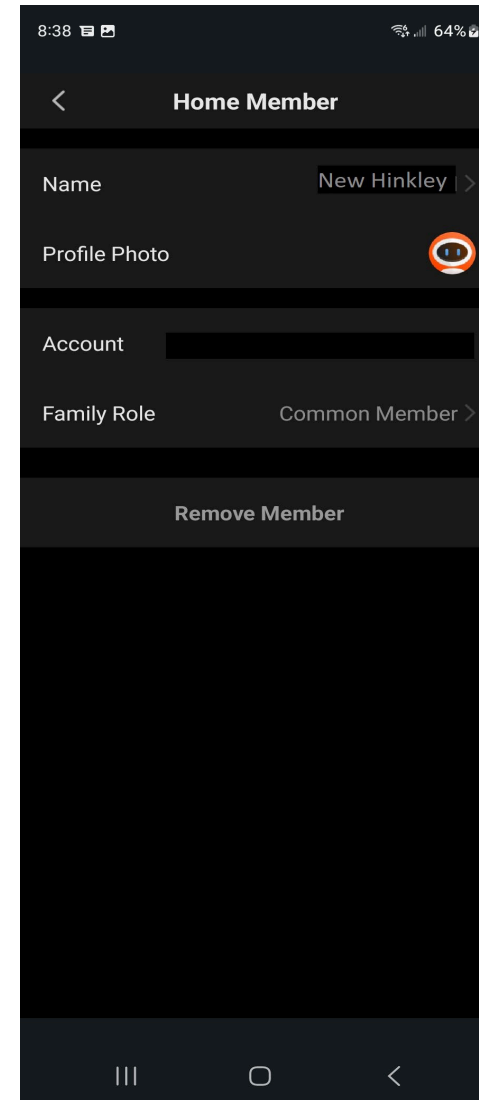 8:38 64%
Home Member
Name New Hinkley
Profile Photo
Account
Family Role Common Member
Remove Member